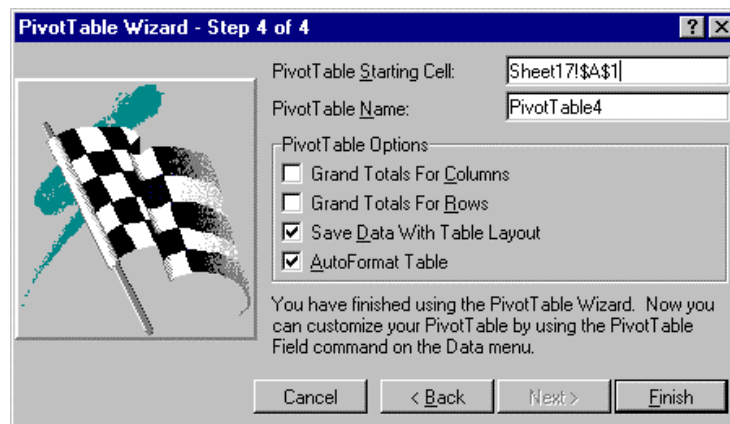 PivotTable Wizard - Step 4 of 4
PivotTable Starting Cell: Sheet17!$A$1
PivotTable Name: PivotTable4
PivotTable Options
Grand Totals For Columns
Grand Totals For Rows
Save Data With Table Layout
AutoFormat Table
You have finished using the PivotTable Wizard. Now you
can customize your PivotTable by using the PivotTable
Field command on the Data menu.
Cancel < Back Next > Finish